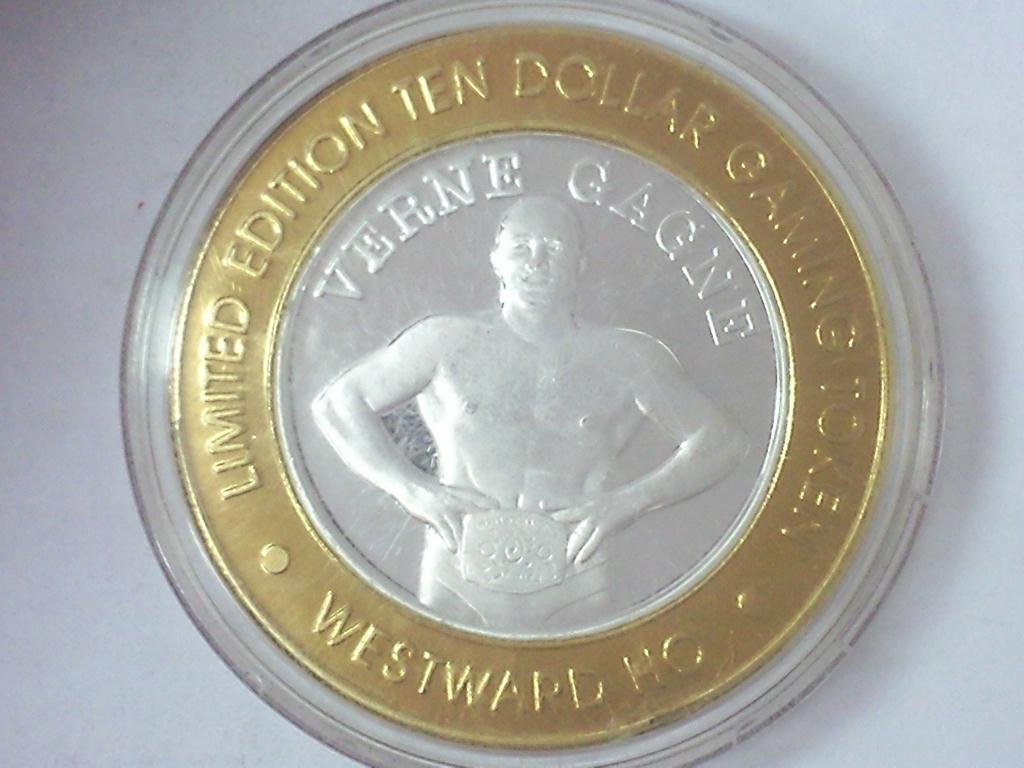 LIMITED EDITION TEN DOLLAR GAMING TOKEN
VERNE GAGNE
WESTWARD HO